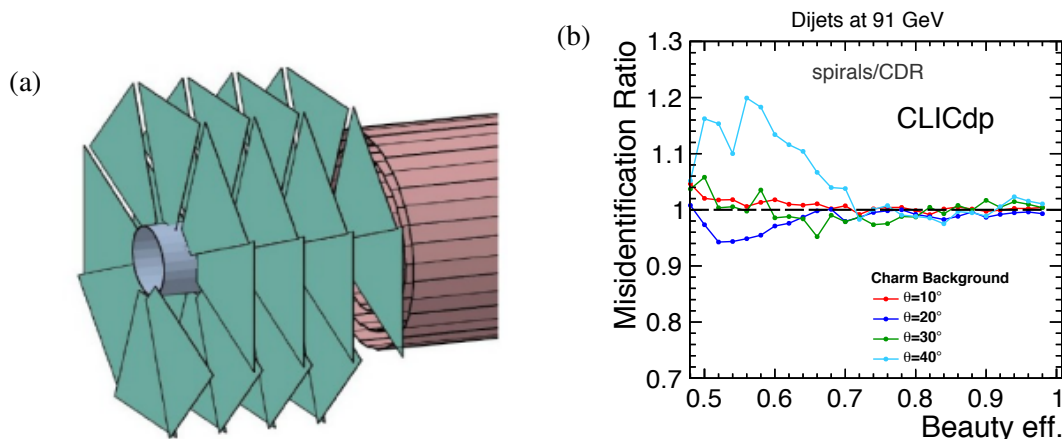 (a)
(b)
Dijets at 91 GeV
Misidentification Ratio
1.3
1.2
1.1
1
0.9
0.8
0.7
spirals/CDR
CLICdp
Charm Background
θ=10°
θ=20°
θ=30°
θ=40°
0.5 0.6 0.7 0.8 0.9 1
Beauty eff.